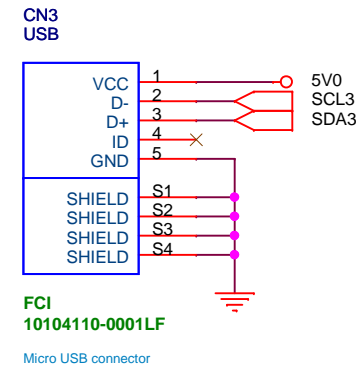 CN3
USB
VCC 1 5V0
D- 2 SCL3
D+ 3 SDA3
ID 4
GND 5
SHIELD S1
SHIELD S2
SHIELD S3
SHIELD S4
FCI
10104110-0001LF
Micro USB connector